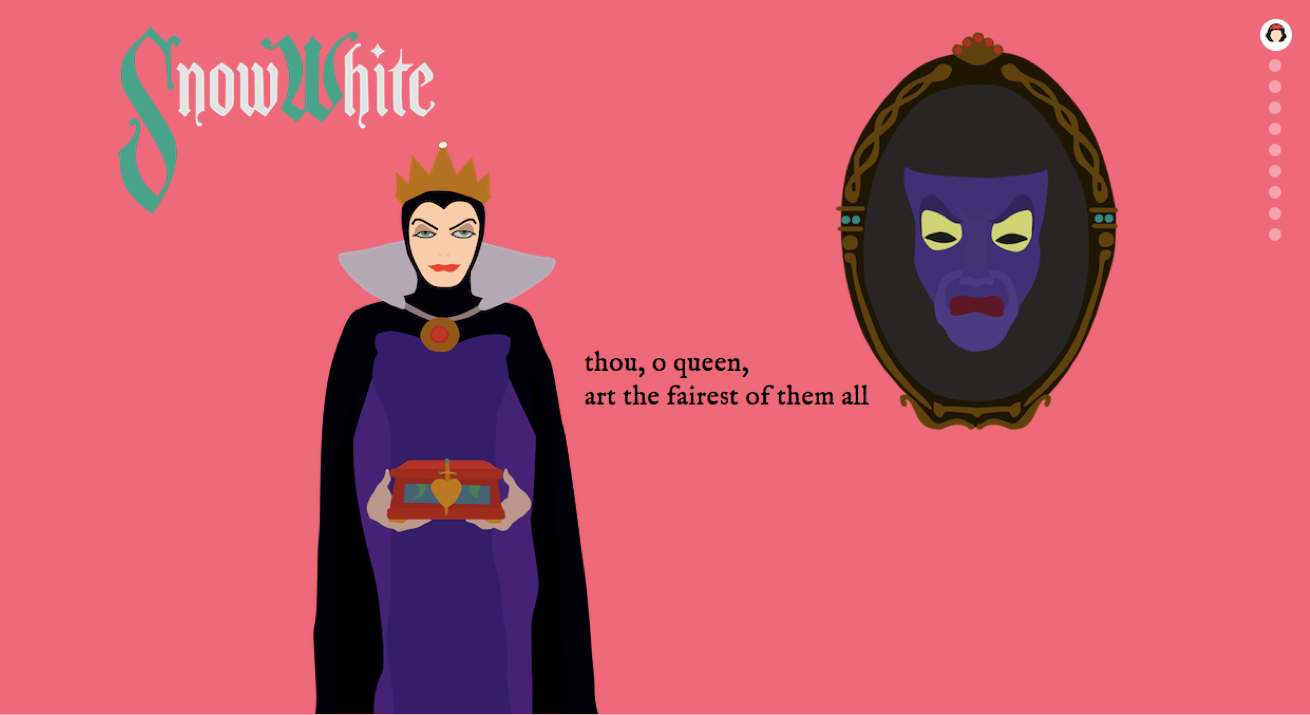 SnowWhite
thou, o queen,
art the fairest of them all